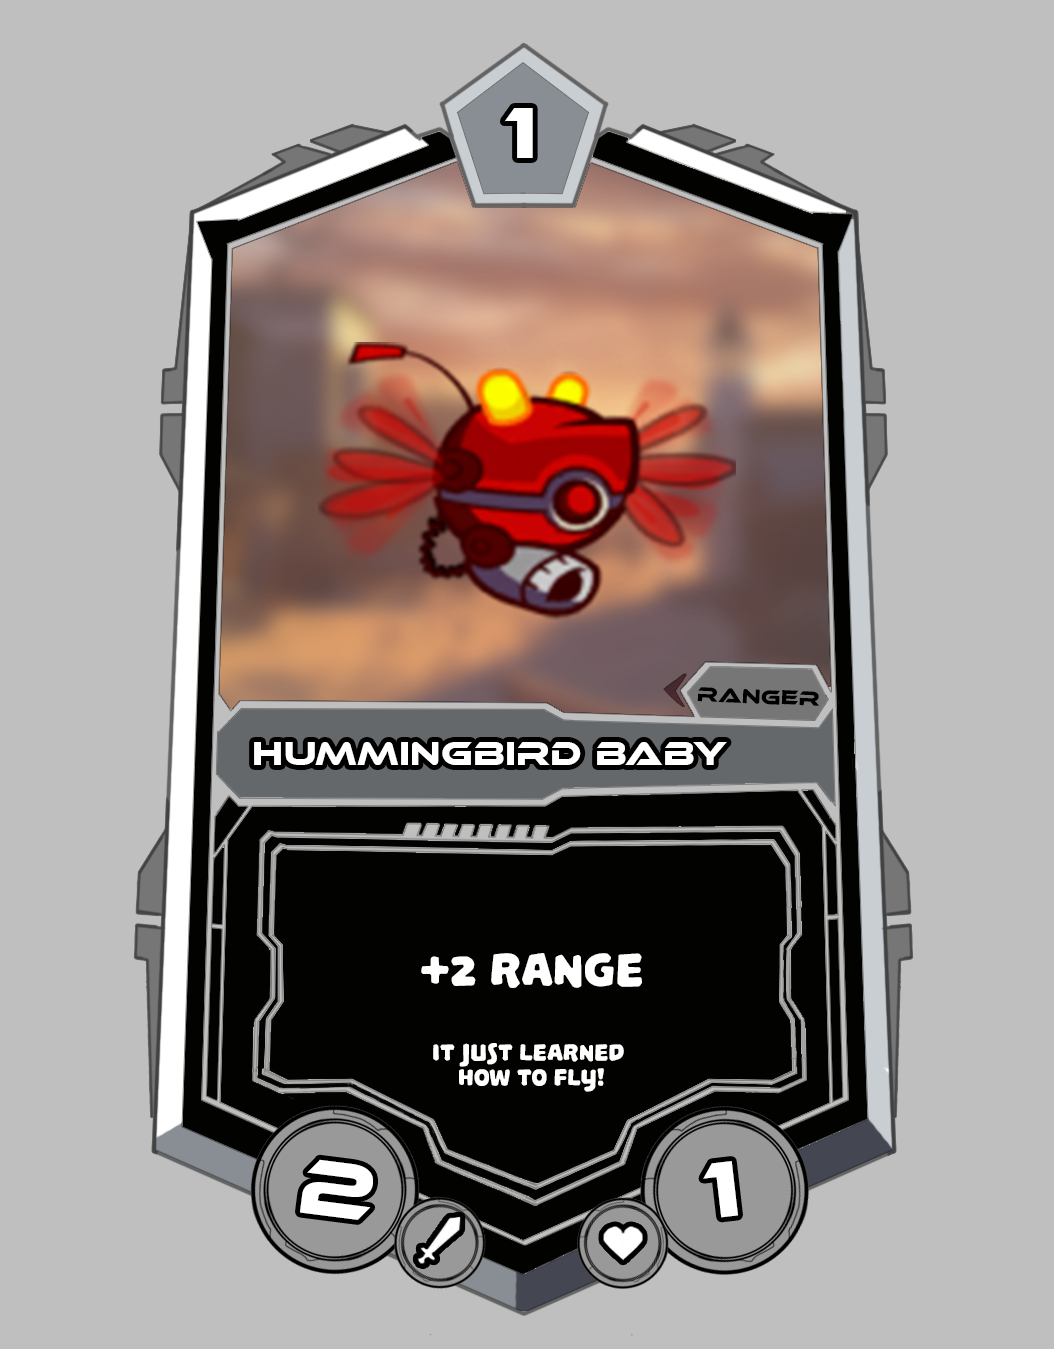 1
RANGER
HUMMINGBIRD BABY
+2 RANGE
IT JUST LEARNED
HOW TO FLY!
2
1